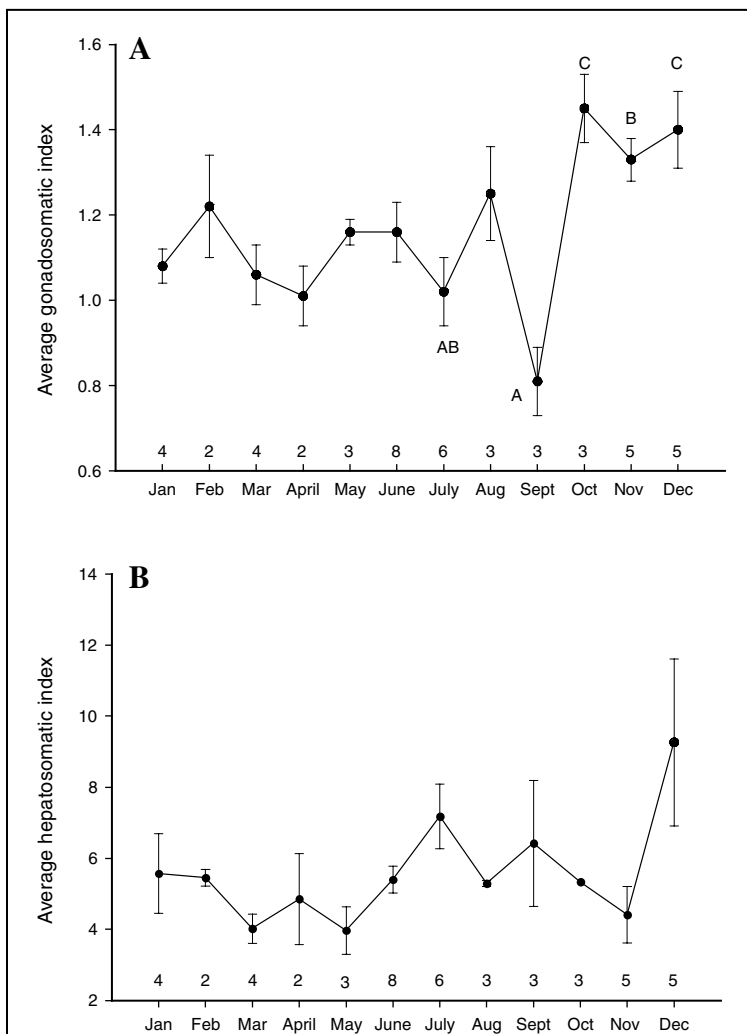 A
Average gonadosomatic index
1.6
1.4
1.2
1.0
0.8
0.6
C
C
B
AB
A
4 2 4 2 3 8 6 3 3 3 5 5
Jan Feb Mar April May June July Aug Sept Oct Nov Dec
B
Average hepatosomatic index
14
12
10
8
6
4
2
4 2 4 2 3 8 6 3 3 3 5 5
Jan Feb Mar April May June July Aug Sept Oct Nov Dec